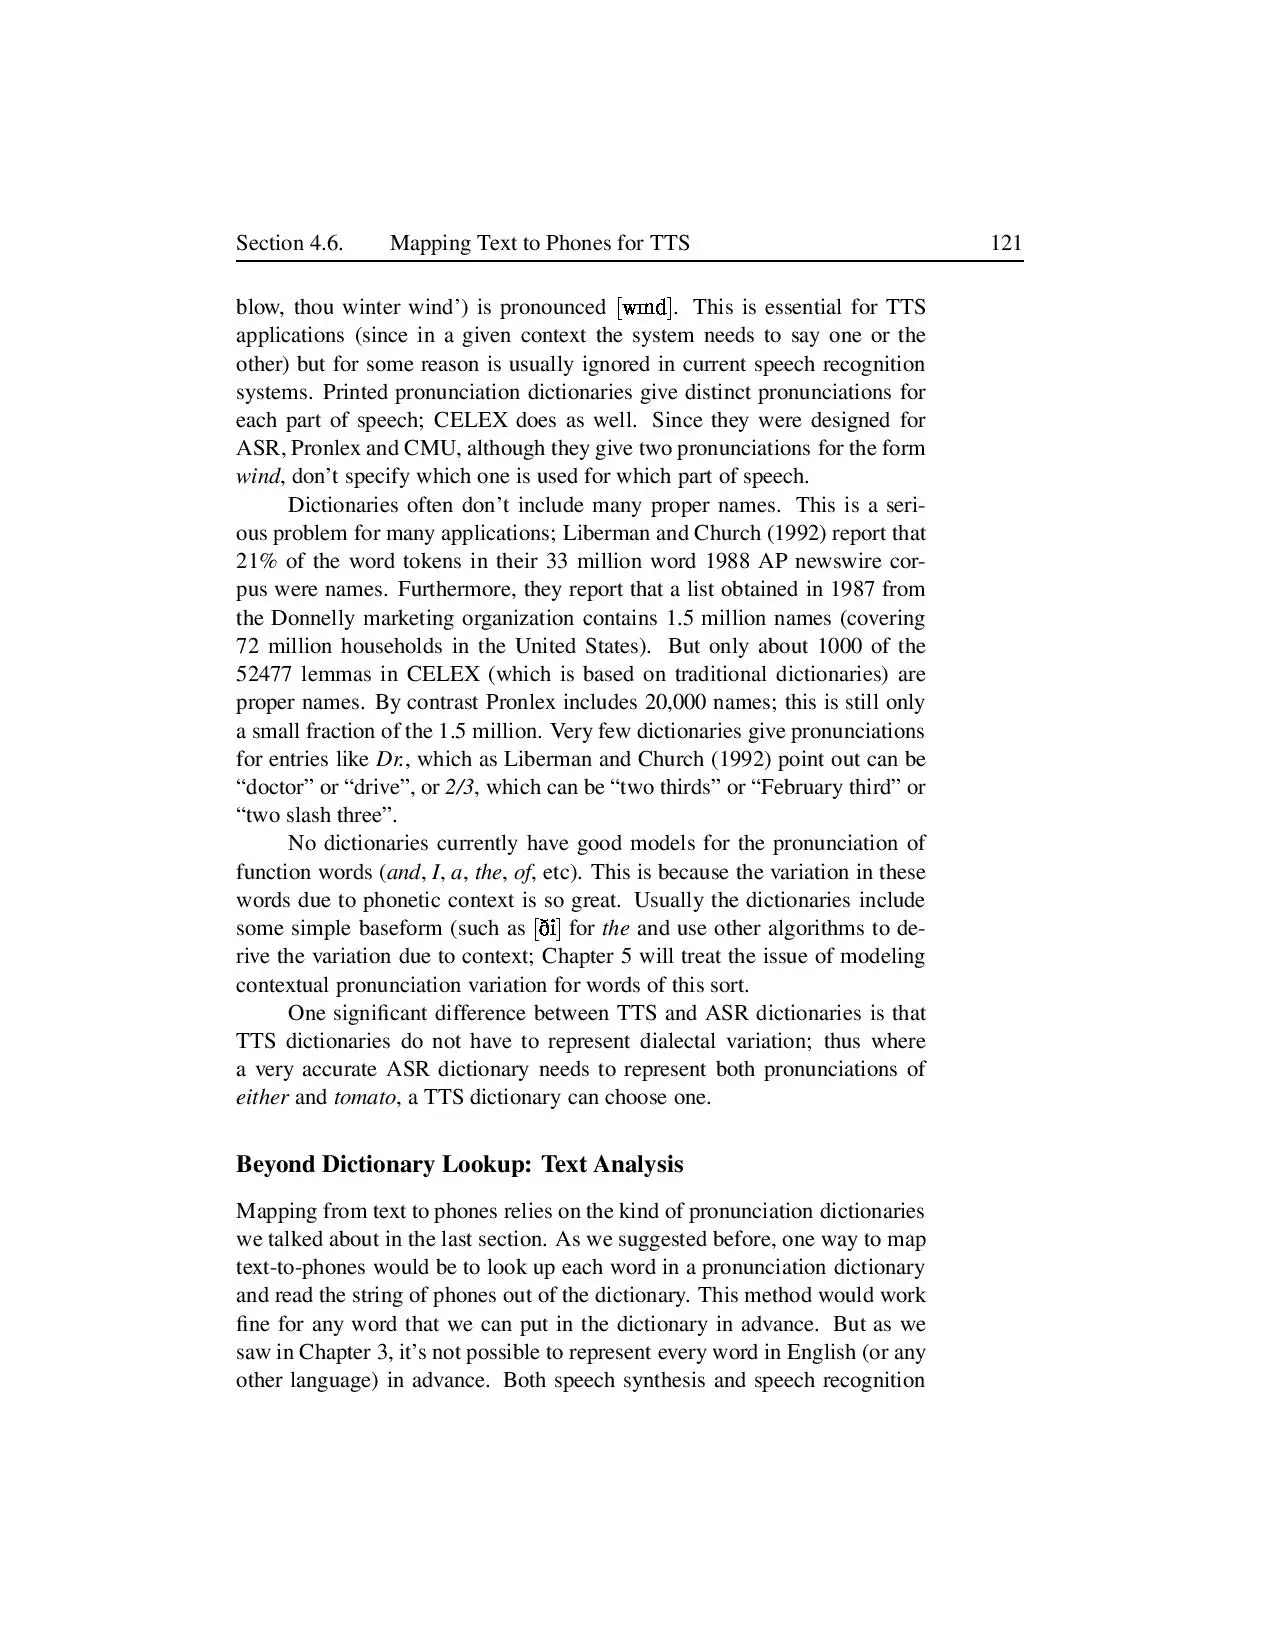 Section 4.6. Mapping Text to Phones for TTS 121
blow, thou winter wind’) is pronounced [wɪnd]. This is essential for TTS
applications (since in a given context the system needs to say one or the
other) but for some reason is usually ignored in current speech recognition
systems. Printed pronunciation dictionaries give distinct pronunciations for
each part of speech; CELEX does as well. Since they were designed for
ASR, Pronlex and CMU, although they give two pronunciations for the form
wind, don’t specify which one is used for which part of speech.
Dictionaries often don’t include many proper names. This is a seri-
ous problem for many applications; Liberman and Church (1992) report that
21% of the word tokens in their 33 million word 1988 AP newswire cor-
pus were names. Furthermore, they report that a list obtained in 1987 from
the Donnelly marketing organization contains 1.5 million names (covering
72 million households in the United States). But only about 1000 of the
52477 lemmas in CELEX (which is based on traditional dictionaries) are
proper names. By contrast Pronlex includes 20,000 names; this is still only
a small fraction of the 1.5 million. Very few dictionaries give pronunciations
for entries like Dr., which as Liberman and Church (1992) point out can be
“doctor” or “drive”, or 2/3, which can be “two thirds” or “February third” or
“two slash three”.
No dictionaries currently have good models for the pronunciation of
function words (and, I, a, the, of, etc). This is because the variation in these
words due to phonetic context is so great. Usually the dictionaries include
some simple baseform (such as [ði] for the and use other algorithms to de-
rive the variation due to context; Chapter 5 will treat the issue of modeling
contextual pronunciation variation for words of this sort.
One significant difference between TTS and ASR dictionaries is that
TTS dictionaries do not have to represent dialectal variation; thus where
a very accurate ASR dictionary needs to represent both pronunciations of
either and tomato, a TTS dictionary can choose one.
Beyond Dictionary Lookup: Text Analysis
Mapping from text to phones relies on the kind of pronunciation dictionaries
we talked about in the last section. As we suggested before, one way to map
text-to-phones would be to look up each word in a pronunciation dictionary
and read the string of phones out of the dictionary. This method would work
fine for any word that we can put in the dictionary in advance. But as we
saw in Chapter 3, it’s not possible to represent every word in English (or any
other language) in advance. Both speech synthesis and speech recognition